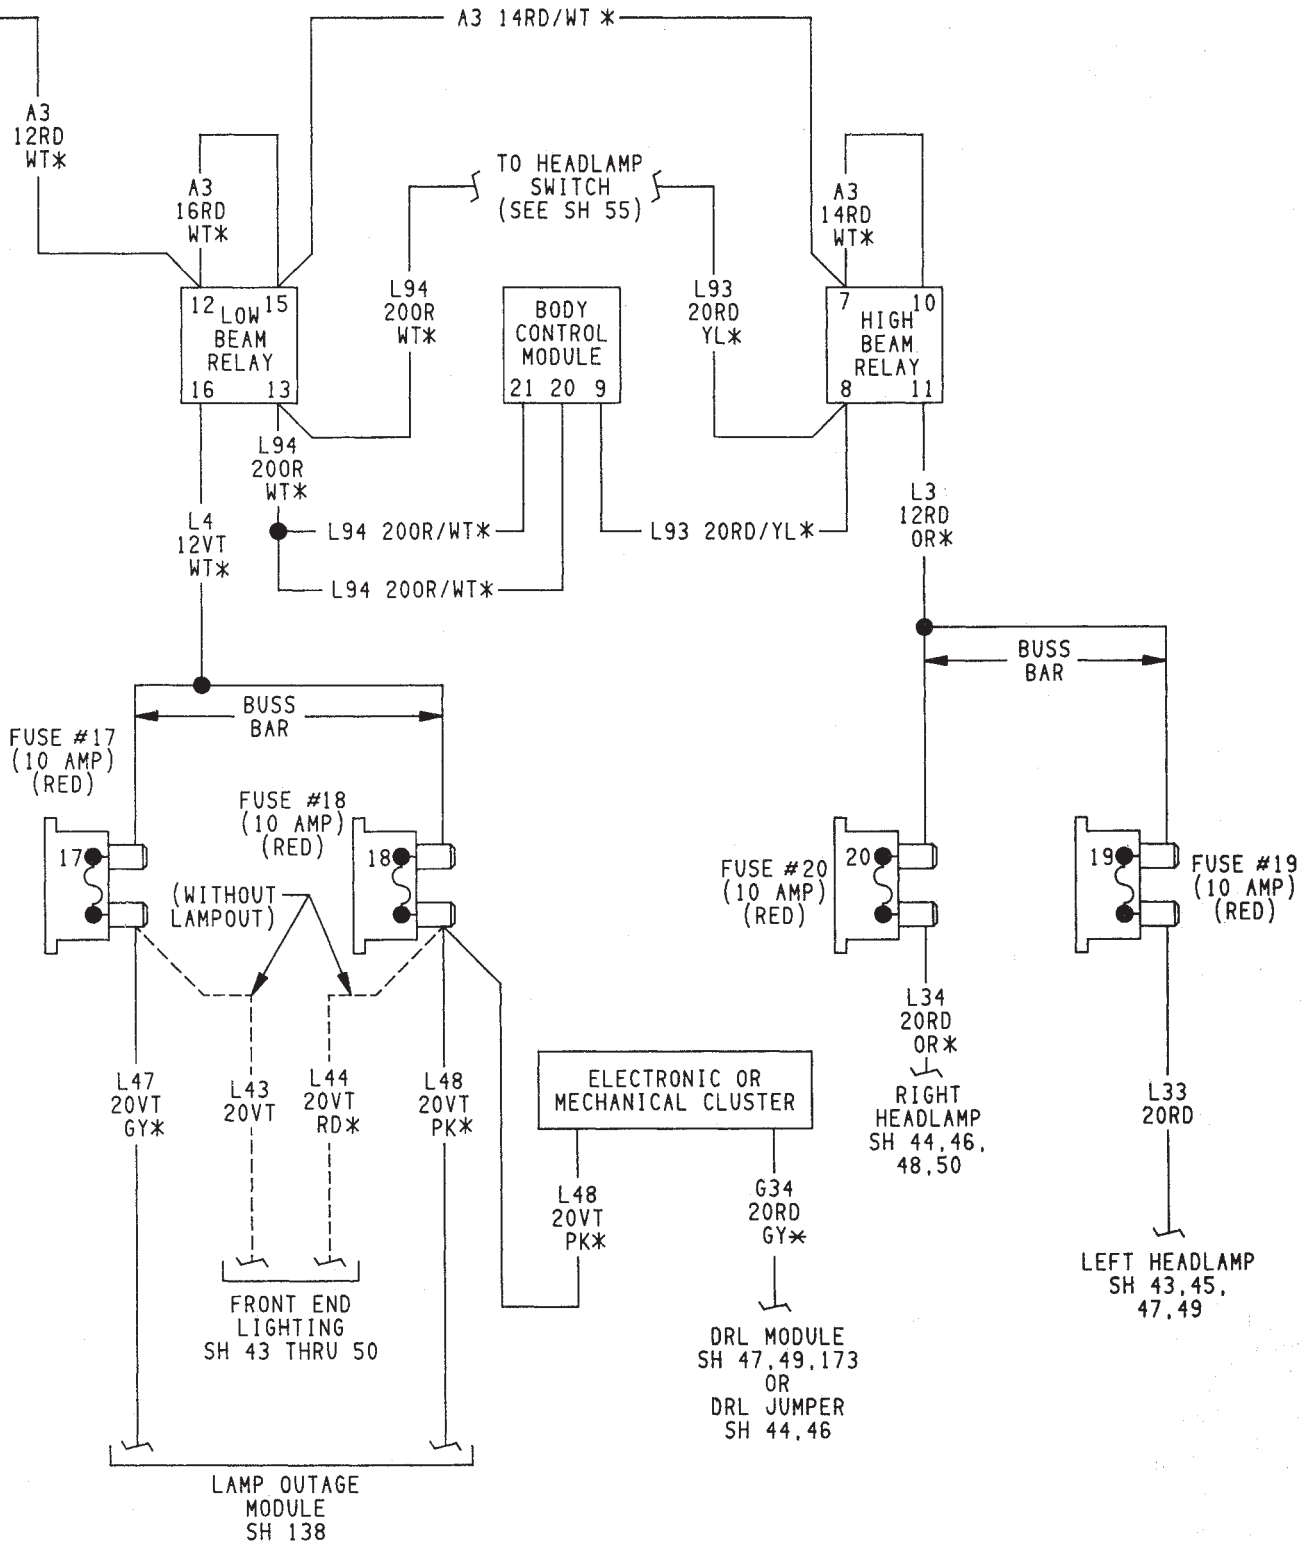 A3 14RD/WT *
A3
12RD
WT*
TO HEADLAMP
SWITCH
(SEE SH 55)
A3
16RD
WT*
A3
14RD
WT*
L94
20OR
WT*
L93
20RD
YL*
12 15
LOW
BEAM
RELAY
16 13
BODY
CONTROL
MODULE
21 20 9
7 10
HIGH
BEAM
RELAY
8 11
L94
20OR
WT*
L3
12RD
OR*
L4
12VT
WT*
L94 20OR/WT*
L93 20RD/YL*
L94 20OR/WT*
BUSS
BAR
BUSS
BAR
FUSE #17
(10 AMP)
(RED)
FUSE #18
(10 AMP)
(RED)
17
18
20
19
FUSE #20
(10 AMP)
(RED)
FUSE #19
(10 AMP)
(RED)
(WITHOUT
LAMPOUT)
L34
20RD
OR*
L47
20VT
GY*
L43
20VT
L44
20VT
RD*
L48
20VT
PK*
ELECTRONIC OR
MECHANICAL CLUSTER
RIGHT
HEADLAMP
SH 44,46,
48,50
L33
20RD
L48
20VT
PK*
G34
20RD
GY*
LEFT HEADLAMP
SH 43,45,
47,49
FRONT END
LIGHTING
SH 43 THRU 50
DRL MODULE
SH 47,49,173
OR
DRL JUMPER
SH 44,46
LAMP OUTAGE
MODULE
SH 138